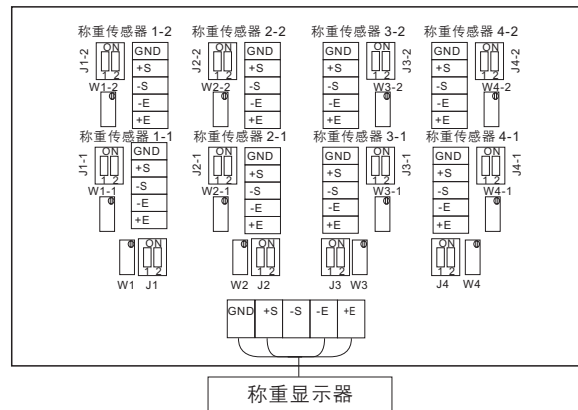 称重传感器 1-2 称重传感器 2-2 称重传感器 3-2 称重传感器 4-2
J1-2 ON 1 2 GND J2-2 ON 1 2 GND GND ON 1 2 J3-2 GND ON 1 2 J4-2
+S +S +S +S
W1-2 -S W2-2 -S -S W3-2 -S W4-2
-E -E -E -E
+E +E +E +E
称重传感器 1-1 称重传感器 2-1 称重传感器 3-1 称重传感器 4-1
J1-1 ON 1 2 GND J2-1 ON 1 2 GND GND ON 1 2 J3-1 GND ON 1 2 J4-1
+S +S +S +S
W1-1 -S W2-1 -S -S W3-1 -S W4-1
-E -E -E -E
+E +E +E +E
ON 1 2 ON 1 2 ON 1 2 ON 1 2
W1 J1 W2 J2 J3 W3 J4 W4
GND +S -S -E +E
称重显示器